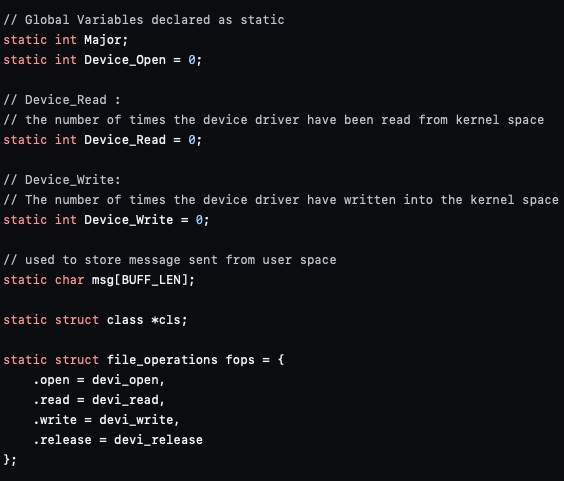 // Global Variables declared as static
static int Major;
static int Device_Open = 0;

// Device_Read :
// the number of times the device driver have been read from kernel space
static int Device_Read = 0;

// Device_Write:
// The number of times the device driver have written into the kernel space
static int Device_Write = 0;

// used to store message sent from user space
static char msg[BUFF_LEN];

static struct class *cls;

static struct file_operations fops = {
    .open = devi_open,
    .read = devi_read,
    .write = devi_write,
    .release = devi_release
};